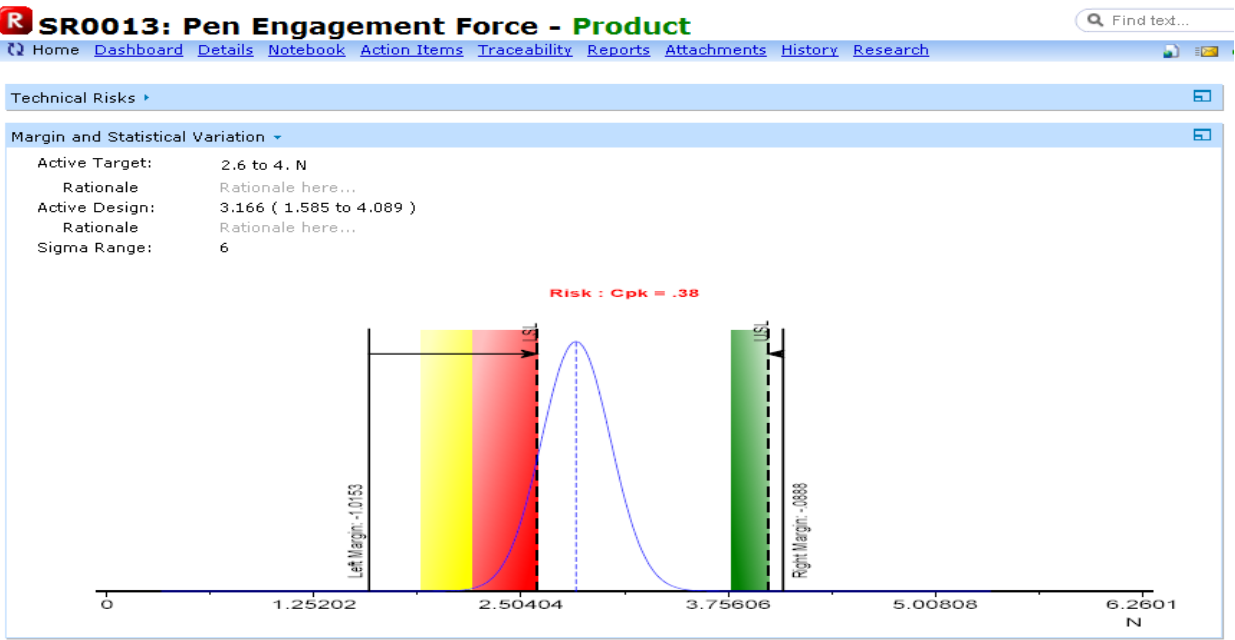 R SR0013: Pen Engagement Force - Product
Find text...
Home Dashboard Details Notebook Action Items Traceability Reports Attachments History Research
Technical Risks
Margin and Statistical Variation
Active Target: 2.6 to 4. N
Rationale Rationale here...
Active Design: 3.166 ( 1.585 to 4.089 )
Rationale Rationale here...
Sigma Range: 6
Risk : Cpk = .38
LSL
USL
Left Margin: -1.0153
Right Margin: -.0888
0 1.25202 2.50404 3.75606 5.00808 6.2601
N